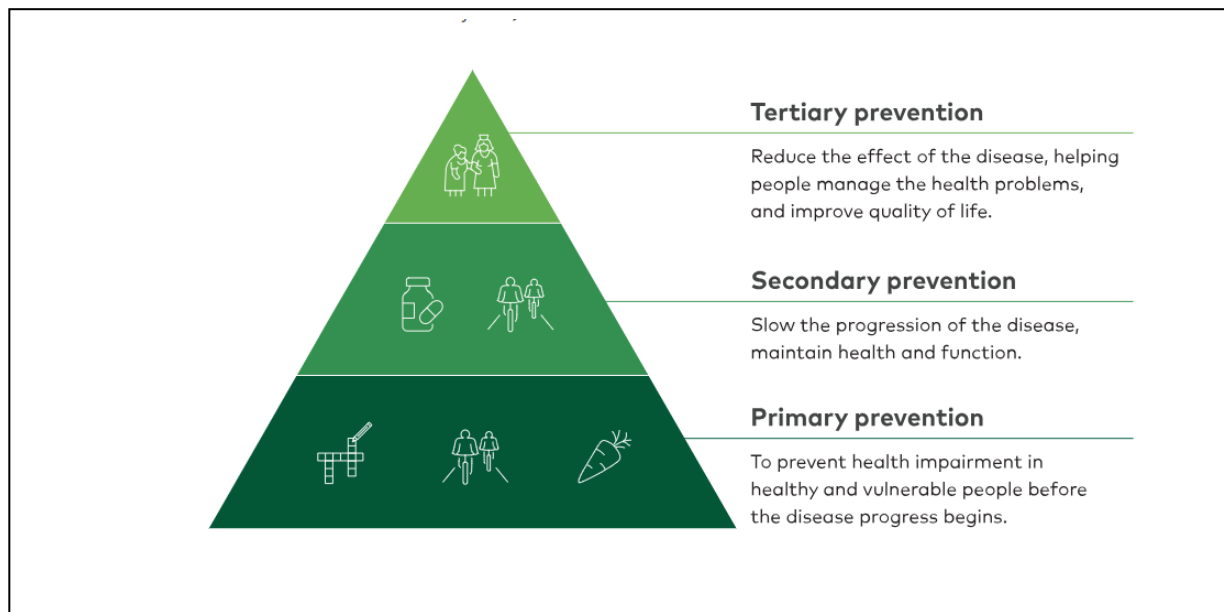 Tertiary prevention
Reduce the effect of the disease, helping
people manage the health problems,
and improve quality of life.
Secondary prevention
Slow the progression of the disease,
maintain health and function.
Primary prevention
To prevent health impairment in
healthy and vulnerable people before
the disease progress begins.